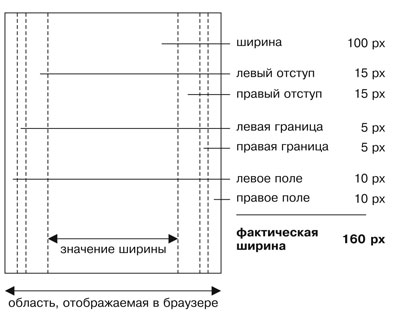 ширина 100 px
левый отступ 15 px
правый отступ 15 px
левая граница 5 px
правая граница 5 px
левое поле 10 px
правое поле 10 px
фактическая
ширина 160 px
значение ширины
область, отображаемая в браузере